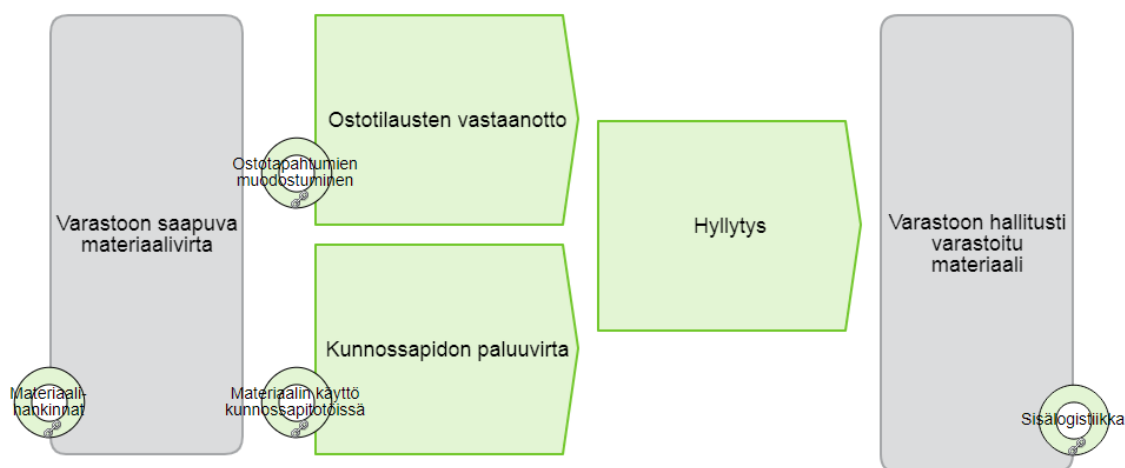 Varastoon saapuva
materiaalivirta
Materiaali-
hankinnat
Ostotilausten vastaanotto
Ostotapahtumien
muodostuminen
Kunnossapidon paluuvirta
Materiaalin käyttö
kunnossapitotöissä
Hyllytys
Varastoon hallitusti
varastoitu
materiaali
Sisälogistiikka